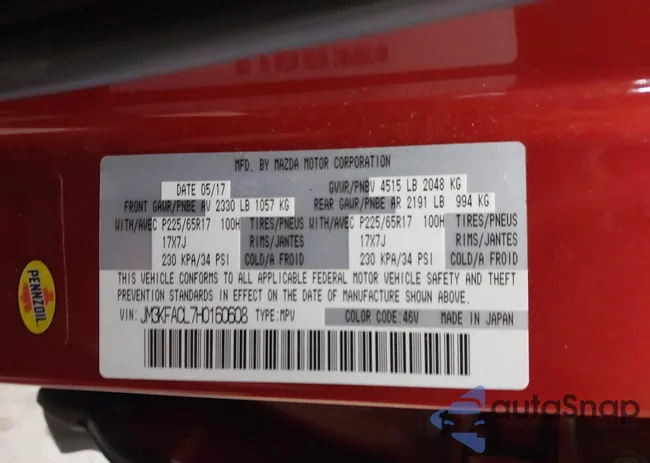 MFD. BY MAZDA MOTOR CORPORATION
DATE 05/17 GVWR/PNBV 4515 LB 2048 KG
FRONT GAWR/PNBE AV 2330 LB 1057 KG REAR GAWR/PNBE AR 2191 LB 994 KG
WITH/AVEC P225/65R17 100H TIRES/PNEUS WITH/AVEC P225/65R17 100H TIRES/PNEUS
17X7J RIMS/JANTES 17X7J RIMS/JANTES
230 KPA/34 PSI COLD/A FROID 230 KPA/34 PSI COLD/A FROID
THIS VEHICLE CONFORMS TO ALL APPLICABLE FEDERAL MOTOR VEHICLE SAFETY AND THEFT
PREVENTION STANDARDS IN EFFECT ON THE DATE OF MANUFACTURE SHOWN ABOVE.
VIN: JM3KFACL7H0160608 TYPE:MPV COLOR CODE:46V MADE IN JAPAN
PENNZOIL
autoSnap